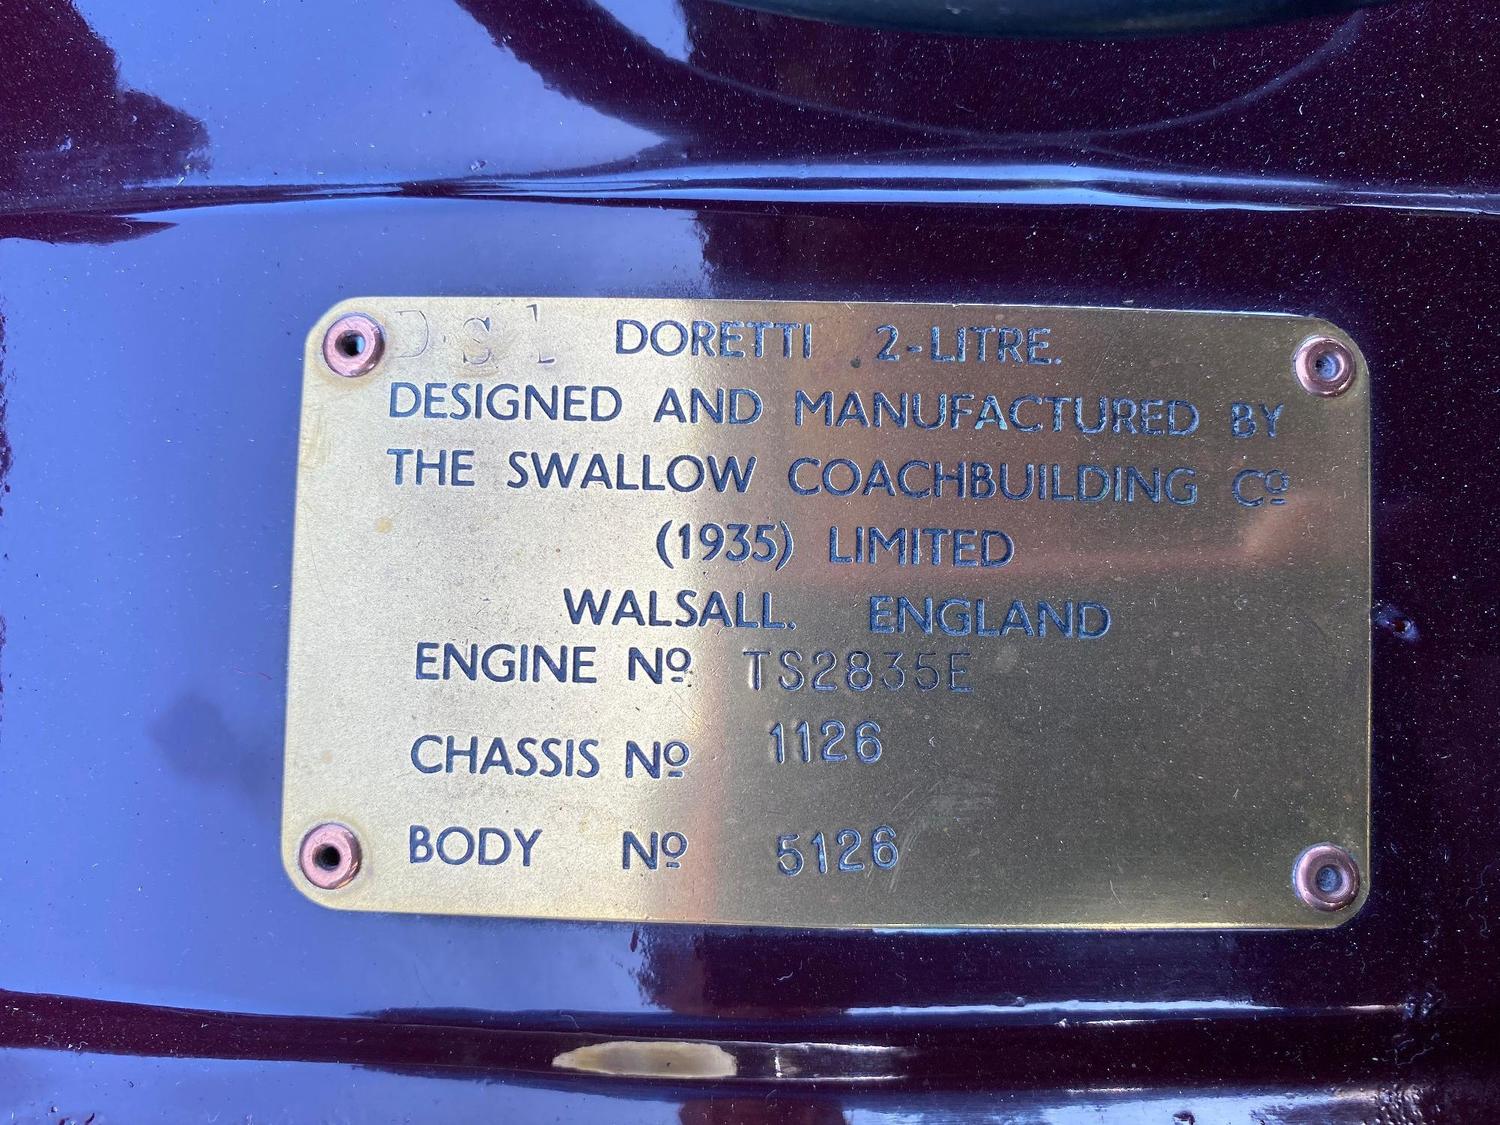 D.S.1 DORETTI 2-LITRE.
DESIGNED AND MANUFACTURED BY
THE SWALLOW COACHBUILDING Cº
(1935) LIMITED
WALSALL. ENGLAND
ENGINE Nº TS2835E
CHASSIS Nº 1126
BODY Nº 5126